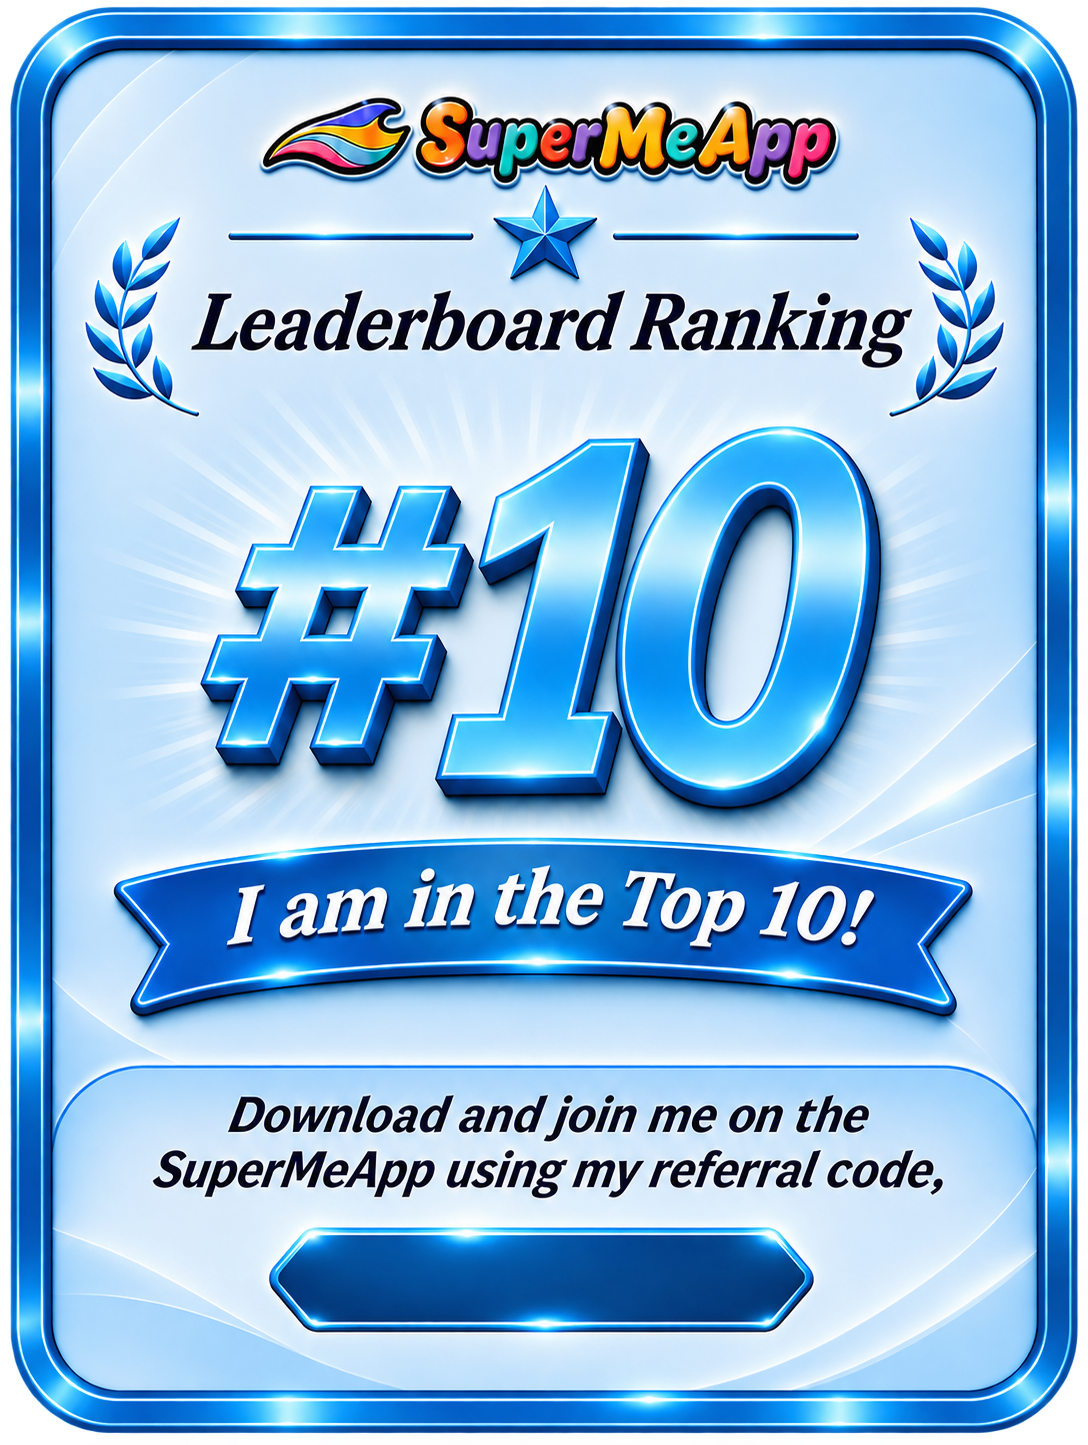 SuperMeApp
Leaderboard Ranking
#10
I am in the Top 10!
Download and join me on the
SuperMeApp using my referral code,